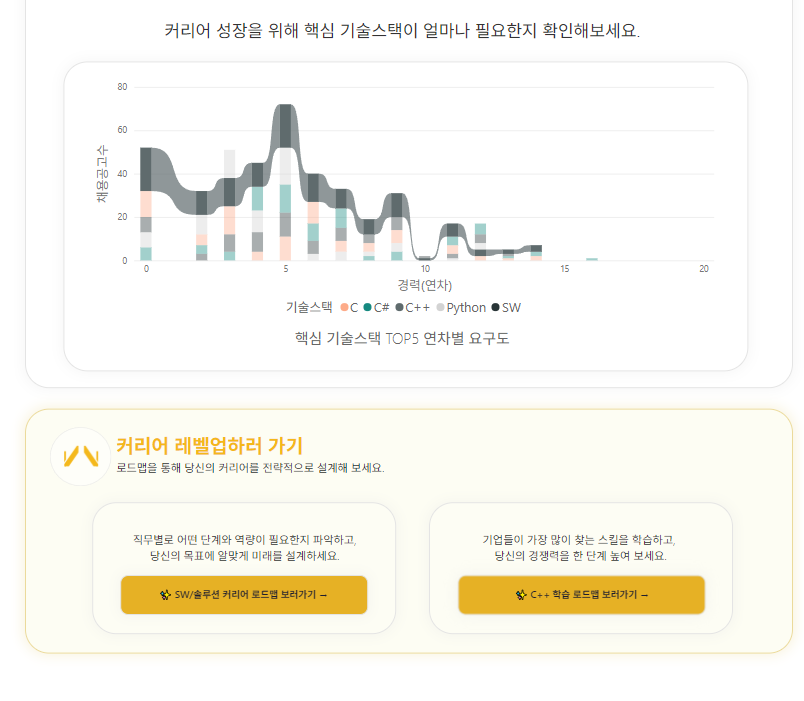 커리어 성장을 위해 핵심 기술스택이 얼마나 필요한지 확인해보세요.
80
60
40
20
0
채용공고수
0 5 10 15 20
경력(연차)
기술스택 C C# C++ Python SW
핵심 기술스택 TOP5 연차별 요구도
커리어 레벨업하러 가기
로드맵을 통해 당신의 커리어를 전략적으로 설계해 보세요.
직무별로 어떤 단계와 역량이 필요한지 파악하고,
당신의 목표에 알맞게 미래를 설계하세요.
✨ SW/솔루션 커리어 로드맵 보러가기 →
기업들이 가장 많이 찾는 스킬을 학습하고,
당신의 경쟁력을 한 단계 높여 보세요.
✨ C++ 학습 로드맵 보러가기 →